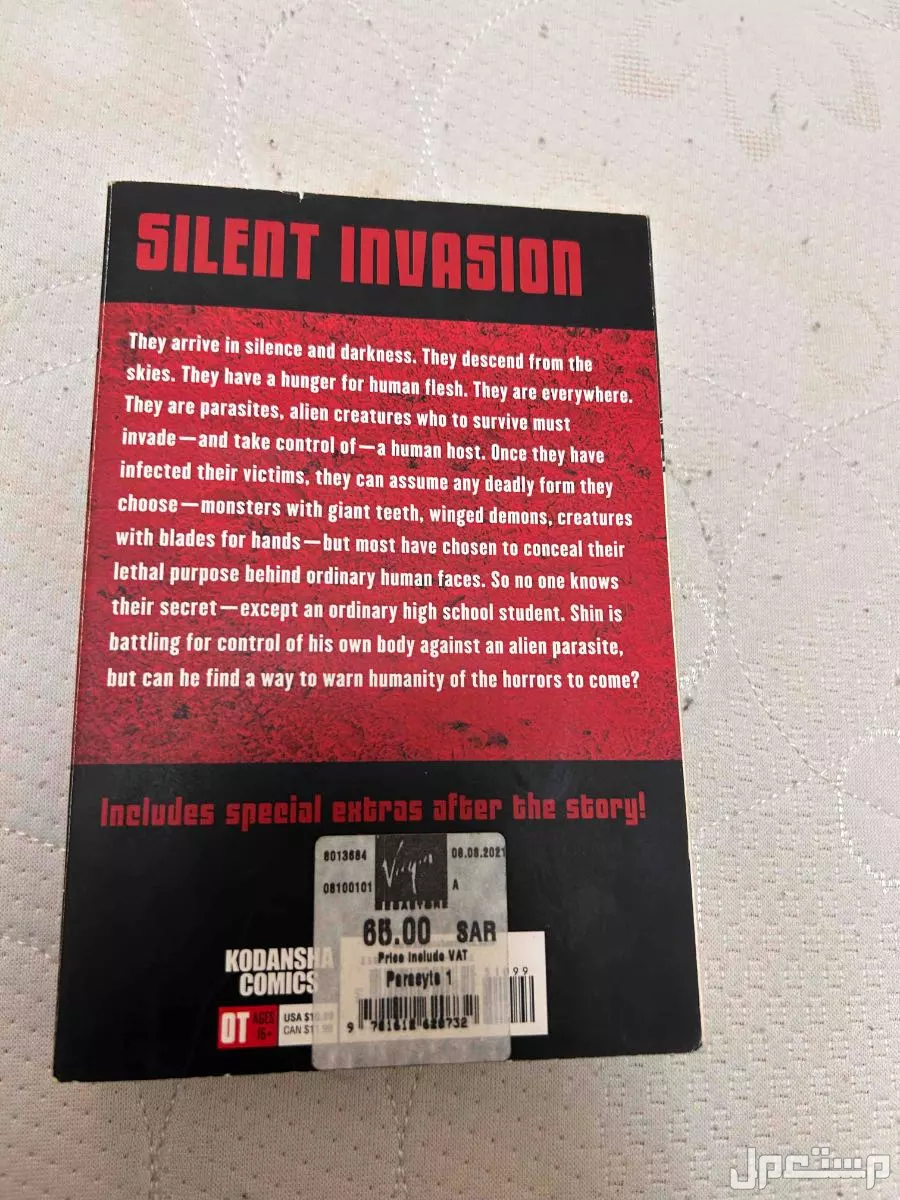 SILENT INVASION
They arrive in silence and darkness. They descend from the
skies. They have a hunger for human flesh. They are everywhere.
They are parasites, alien creatures who to survive must
invade—and take control of—a human host. Once they have
infected their victims, they can assume any deadly form they
choose—monsters with giant teeth, winged demons, creatures
with blades for hands—but most have chosen to conceal their
lethal purpose behind ordinary human faces. So no one knows
their secret—except an ordinary high school student. Shin is
battling for control of his own body against an alien parasite,
but can he find a way to warn humanity of the horrors to come?
Includes special extras after the story!
8013684 Virgin 08.08.2021
08100101 A
MEGASTORE
65.00 SAR
Price Include VAT
Parasyte 1
KODANSHA
COMICS
OT AGES
16+
USA
CAN
مستعمل